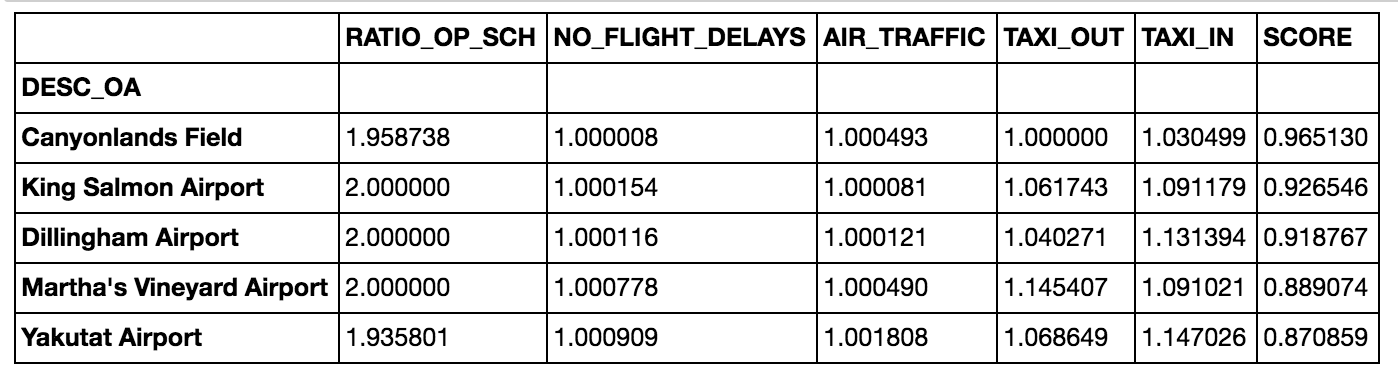 RATIO_OP_SCH NO_FLIGHT_DELAYS AIR_TRAFFIC TAXI_OUT TAXI_IN SCORE
DESC_OA
Canyonlands Field 1.958738 1.000008 1.000493 1.000000 1.030499 0.965130
King Salmon Airport 2.000000 1.000154 1.000081 1.061743 1.091179 0.926546
Dillingham Airport 2.000000 1.000116 1.000121 1.040271 1.131394 0.918767
Martha's Vineyard Airport 2.000000 1.000778 1.000490 1.145407 1.091021 0.889074
Yakutat Airport 1.935801 1.000909 1.001808 1.068649 1.147026 0.870859